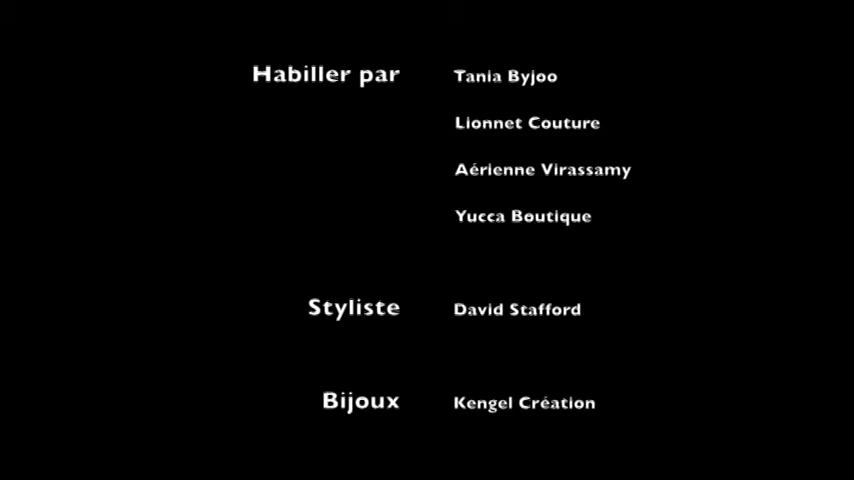 Habiller par Tania Byjoo
Lionnet Couture
Aérienne Virassamy
Yucca Boutique
Styliste David Stafford
Bijoux Kengel Création